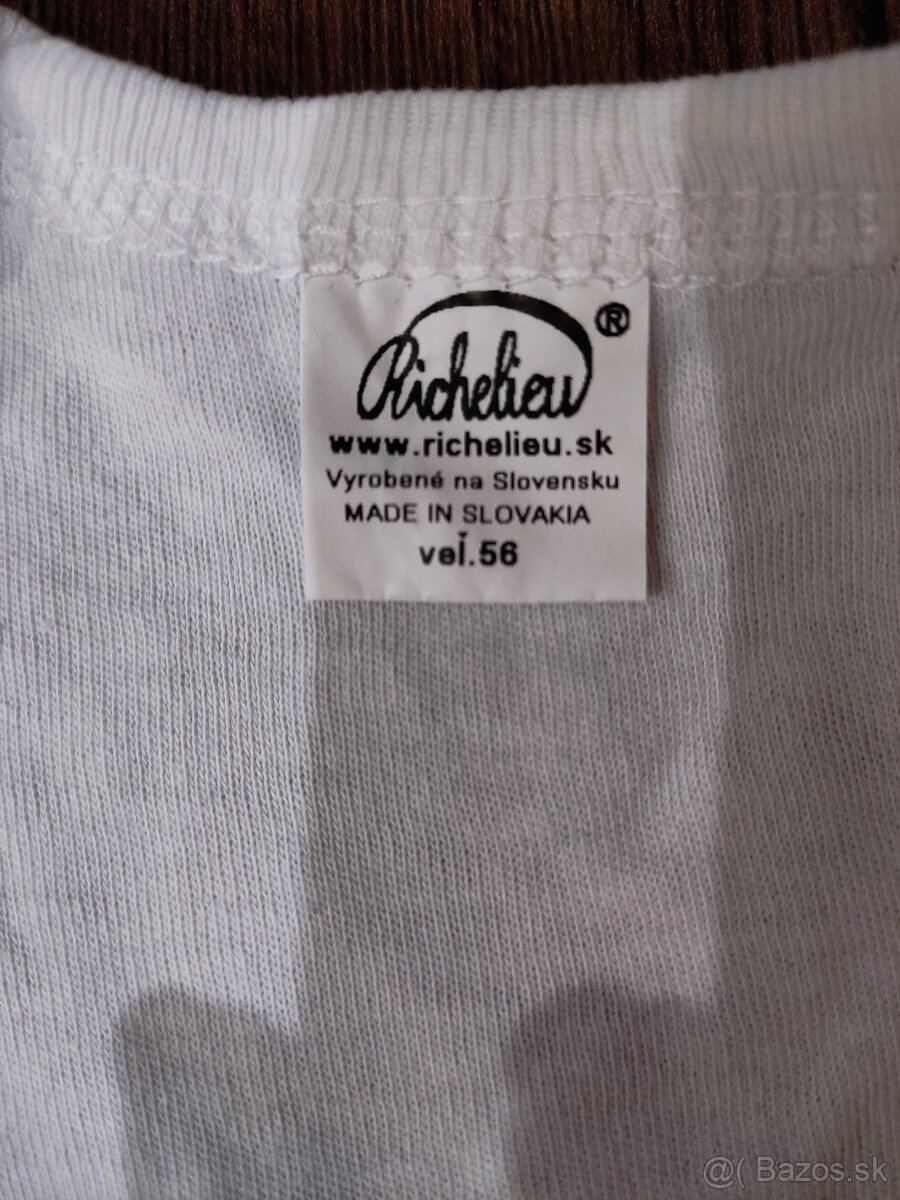 Richelieu ®
www.richelieu.sk
Vyrobené na Slovensku
MADE IN SLOVAKIA
veľ.56
@( Bazos.sk